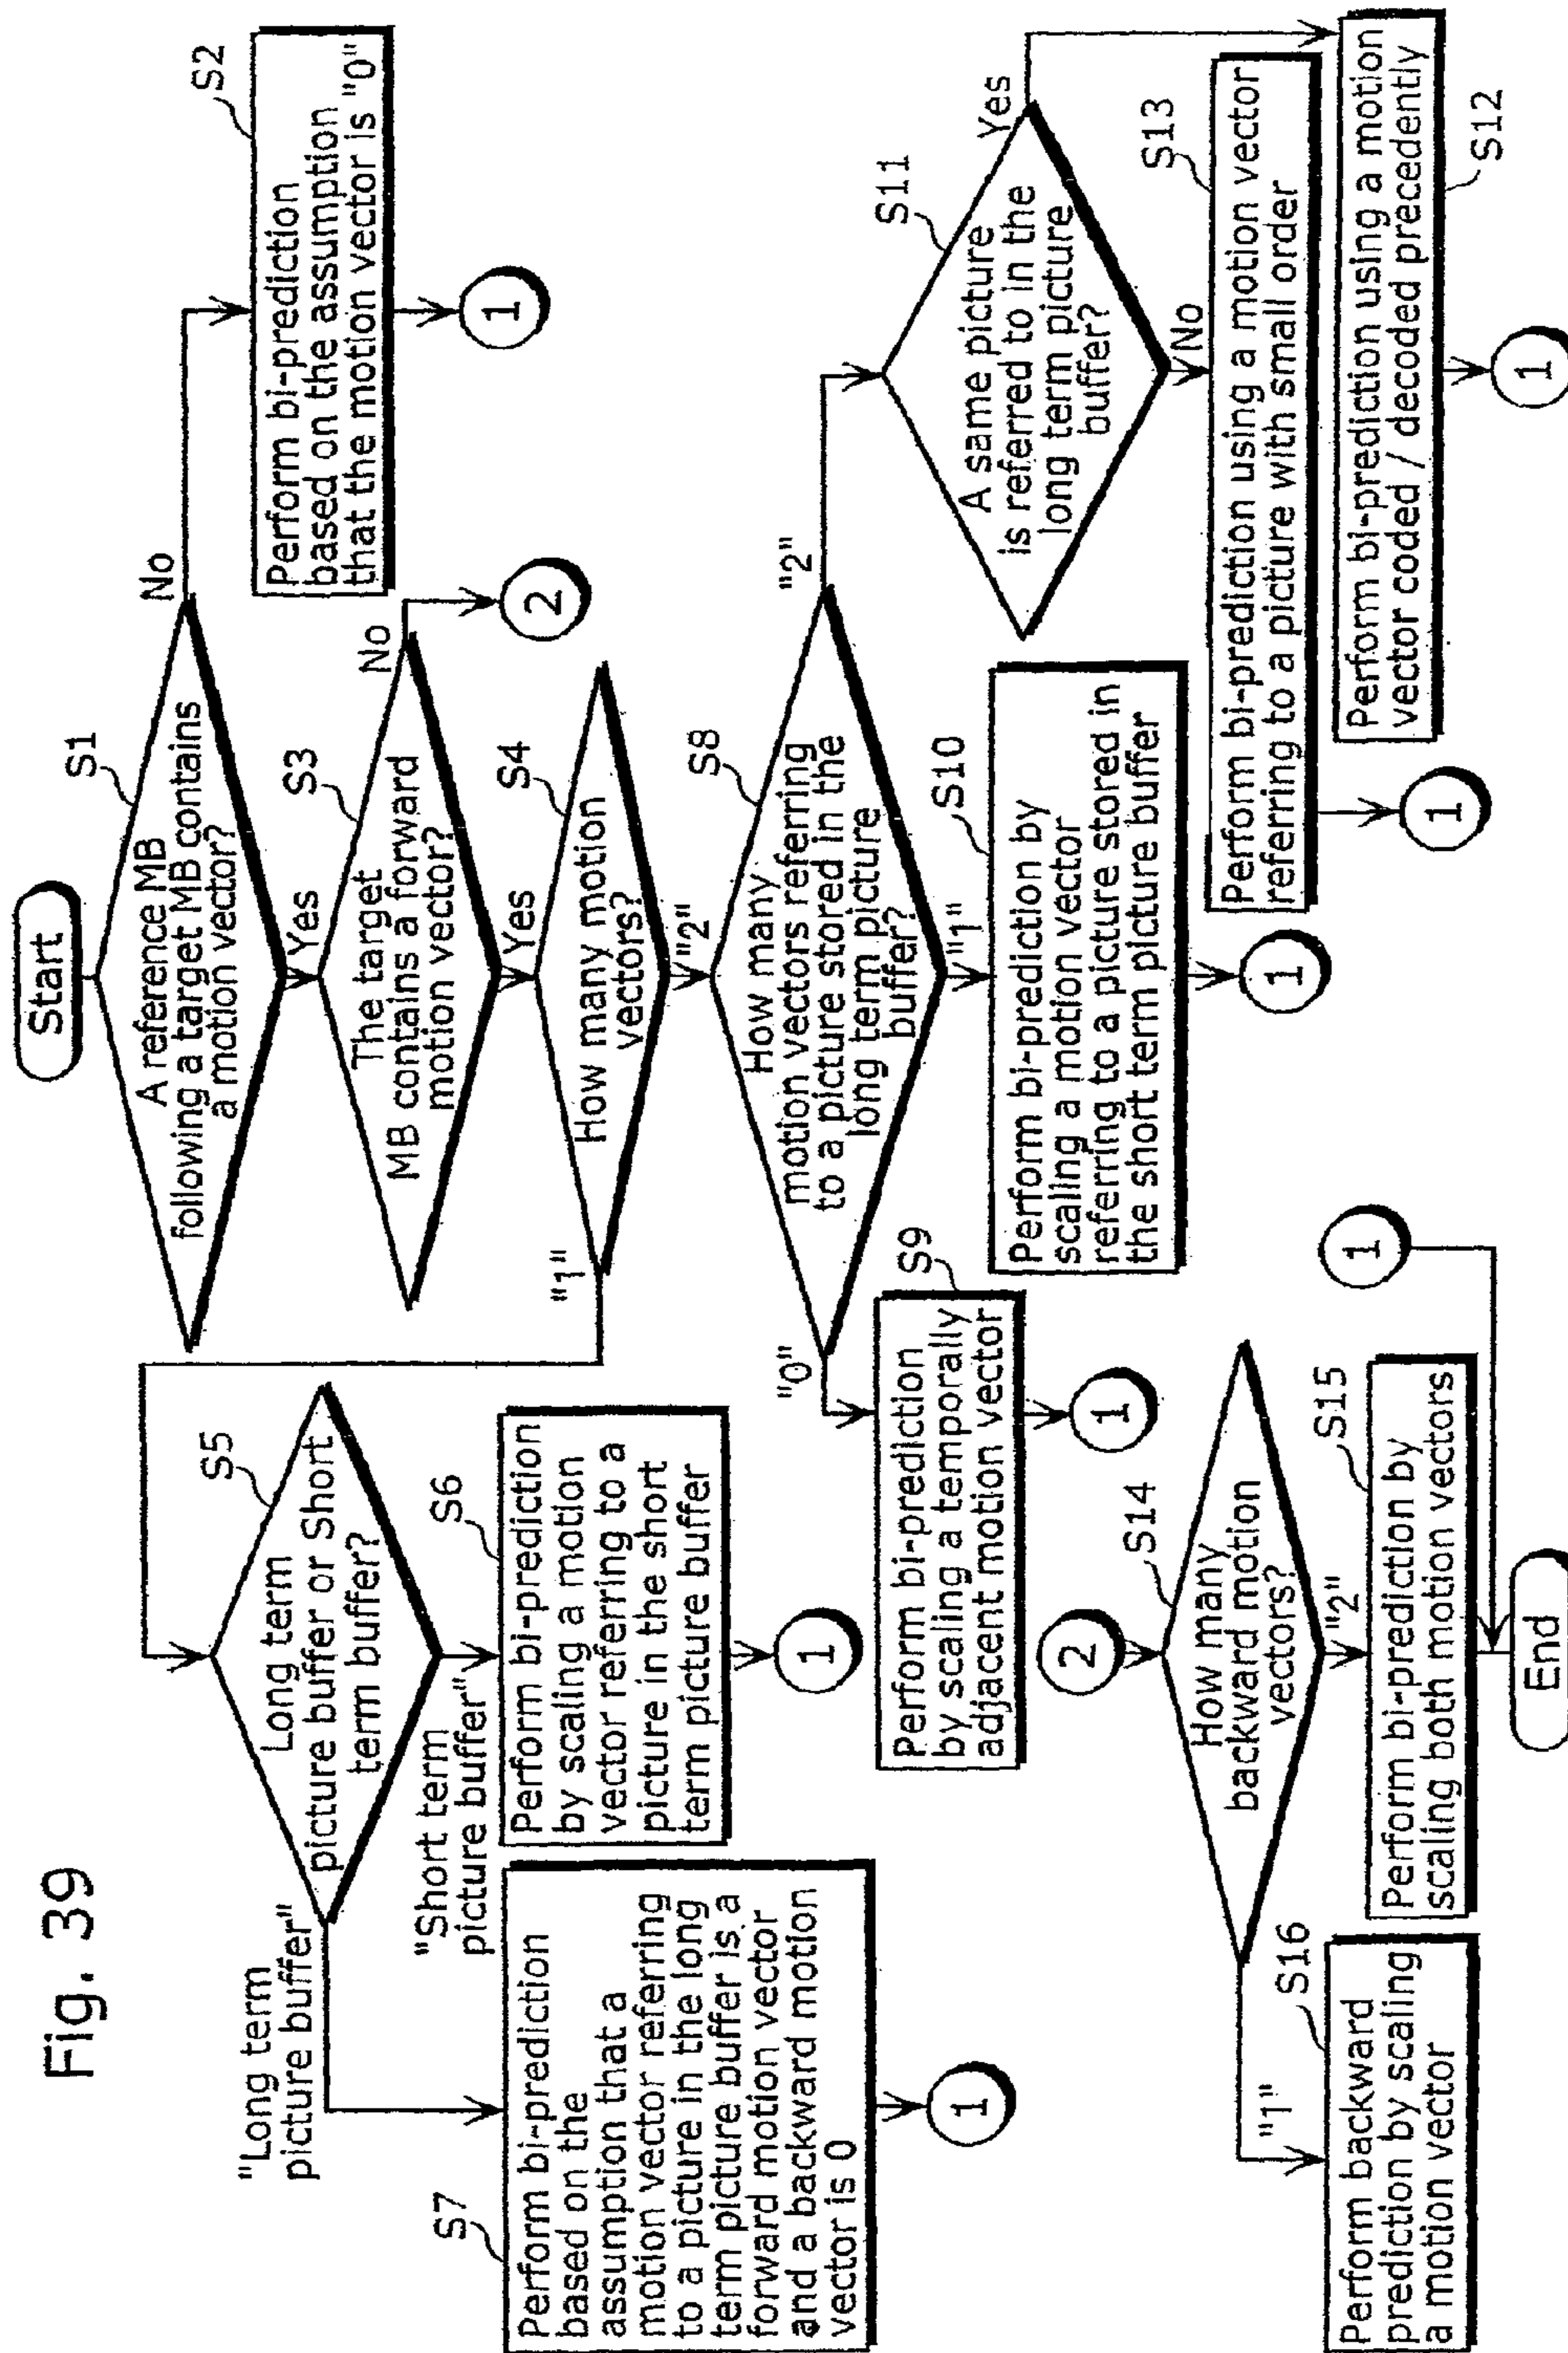 Fig. 39
Start
S1
A reference MB
following a target MB contains
a motion vector?
No
Yes
S2
Perform bi-prediction
based on the assumption
that the motion vector is "0"
1
S3
The target
MB contains a forward
motion vector?
No
2
Yes
S4
How many motion
vectors?
"1"
"2"
S5
Long term
picture buffer or Short
term buffer?
"Long term
picture buffer"
"Short term
picture buffer"
S6
Perform bi-prediction
by scaling a motion
vector referring to a
picture in the short
term picture buffer
1
S7
Perform bi-prediction
based on the
assumption that a
motion vector referring
to a picture in the long
term picture buffer is a
forward motion vector
and a backward motion
vector is 0
1
S8
How many
motion vectors referring
to a picture stored in the
long term picture
buffer?
"0"
"1"
"2"
S9
Perform bi-prediction
by scaling a temporally
adjacent motion vector
1
S10
Perform bi-prediction by
scaling a motion vector
referring to a picture stored in
the short term picture buffer
1
S11
A same picture
is referred to in the
long term picture
buffer?
Yes
No
S13
Perform bi-prediction using a motion vector
referring to a picture with small order
1
Perform bi-prediction using a motion
vector coded / decoded precedently
S12
1
2
S14
How many
backward motion
vectors?
"1"
"2"
S16
Perform backward
prediction by scaling
a motion vector
S15
Perform bi-prediction by
scaling both motion vectors
1
End